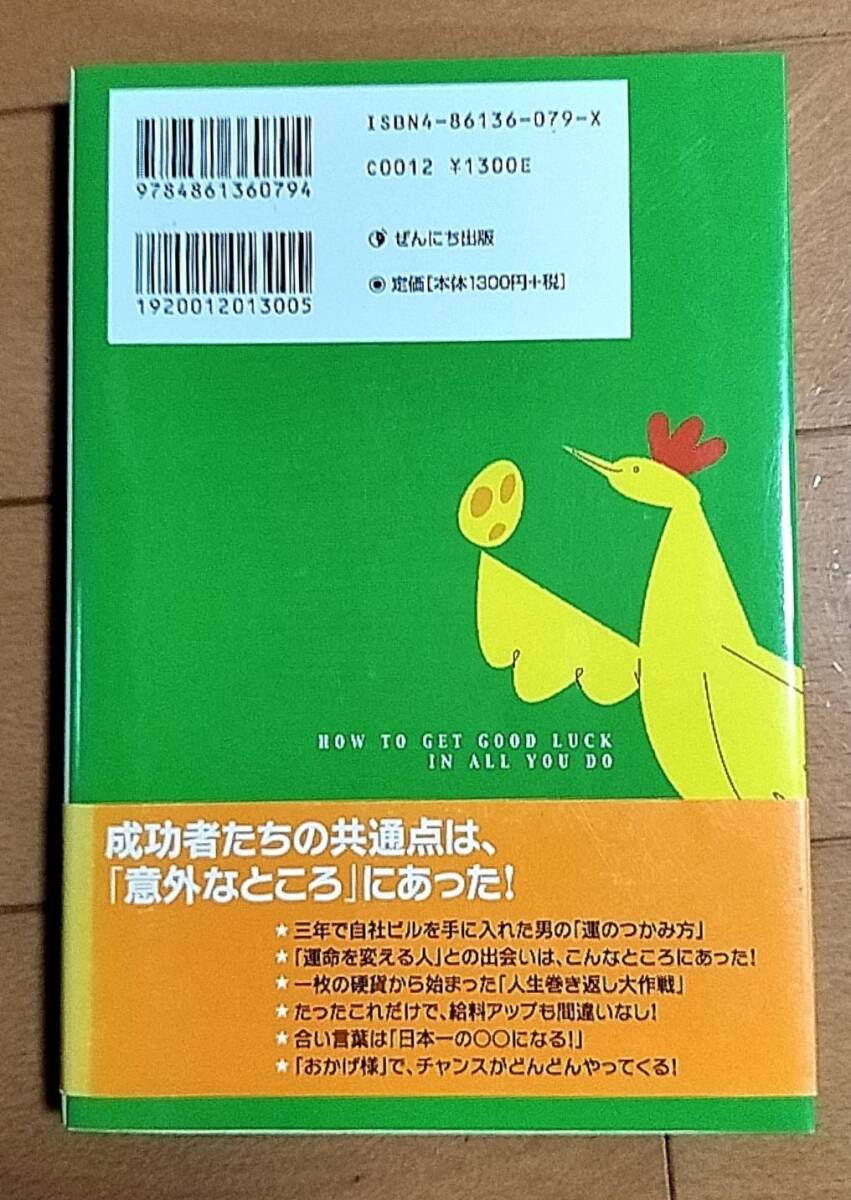 ISBN4-86136-079-X
C0012 ¥1300E
9784861360794
ぜんにち出版
1920012013005
定価[本体1300円+税]
HOW TO GET GOOD LUCK
IN ALL YOU DO
成功者たちの共通点は、
「意外なところ」にあった!
★三年で自社ビルを手に入れた男の「運のつかみ方」
★「運命を変える人」との出会いは、こんなところにあった!
★一枚の硬貨から始まった「人生巻き返し大作戦」
★たったこれだけで、給料アップも間違いなし!
★合い言葉は「日本一の〇〇になる!」
★「おかげ様」で、チャンスがどんどんやってくる!